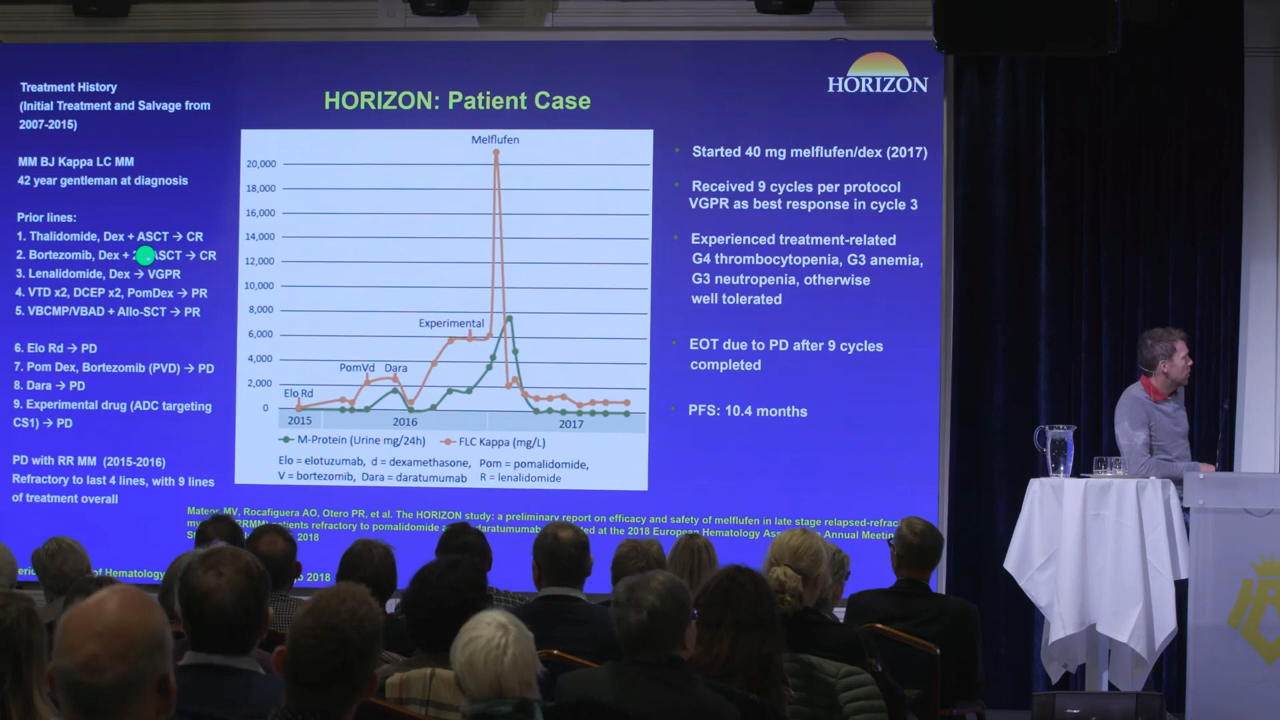 Treatment History
(Initial Treatment and Salvage from
2007-2015)
MM BJ Kappa LC MM
42 year gentleman at diagnosis
Prior lines:
1. Thalidomide, Dex + ASCT → CR
2. Bortezomib, Dex + ASCT → CR
3. Lenalidomide, Dex → VGPR
4. VTD x2, DCEP x2, PomDex → PR
5. VBCMP/VBAD + Allo-SCT → PR
6. Elo Rd → PD
7. Pom Dex, Bortezomib (PVD) → PD
8. Dara → PD
9. Experimental drug (ADC targeting
CS1) → PD
PD with RR MM (2015-2016)
Refractory to last 4 lines, with 9 lines
of treatment overall
HORIZON: Patient Case
Melflufen
20,000
18,000
16,000
14,000
12,000
10,000
8,000
6,000
4,000
2,000
0
Experimental
PomVd Dara
Elo Rd
2015 2016 2017
M-Protein (Urine mg/24h) FLC Kappa (mg/L)
Elo = elotuzumab, d = dexamethasone, Pom = pomalidomide,
V = bortezomib, Dara = daratumumab R = lenalidomide
HORIZON
• Started 40 mg melflufen/dex (2017)
• Received 9 cycles per protocol
VGPR as best response in cycle 3
• Experienced treatment-related
G4 thrombocytopenia, G3 anemia,
G3 neutropenia, otherwise
well tolerated
• EOT due to PD after 9 cycles
completed
• PFS: 10.4 months
Mateos MV, Rocafiguera AO, Otero PR, et al. The HORIZON study: a preliminary report on efficacy and safety of melflufen in late stage relapsed-refrac
patients refractory to pomalidomide at the 2018 European Hematology Annual Meetin
2018
of Hematology 2018